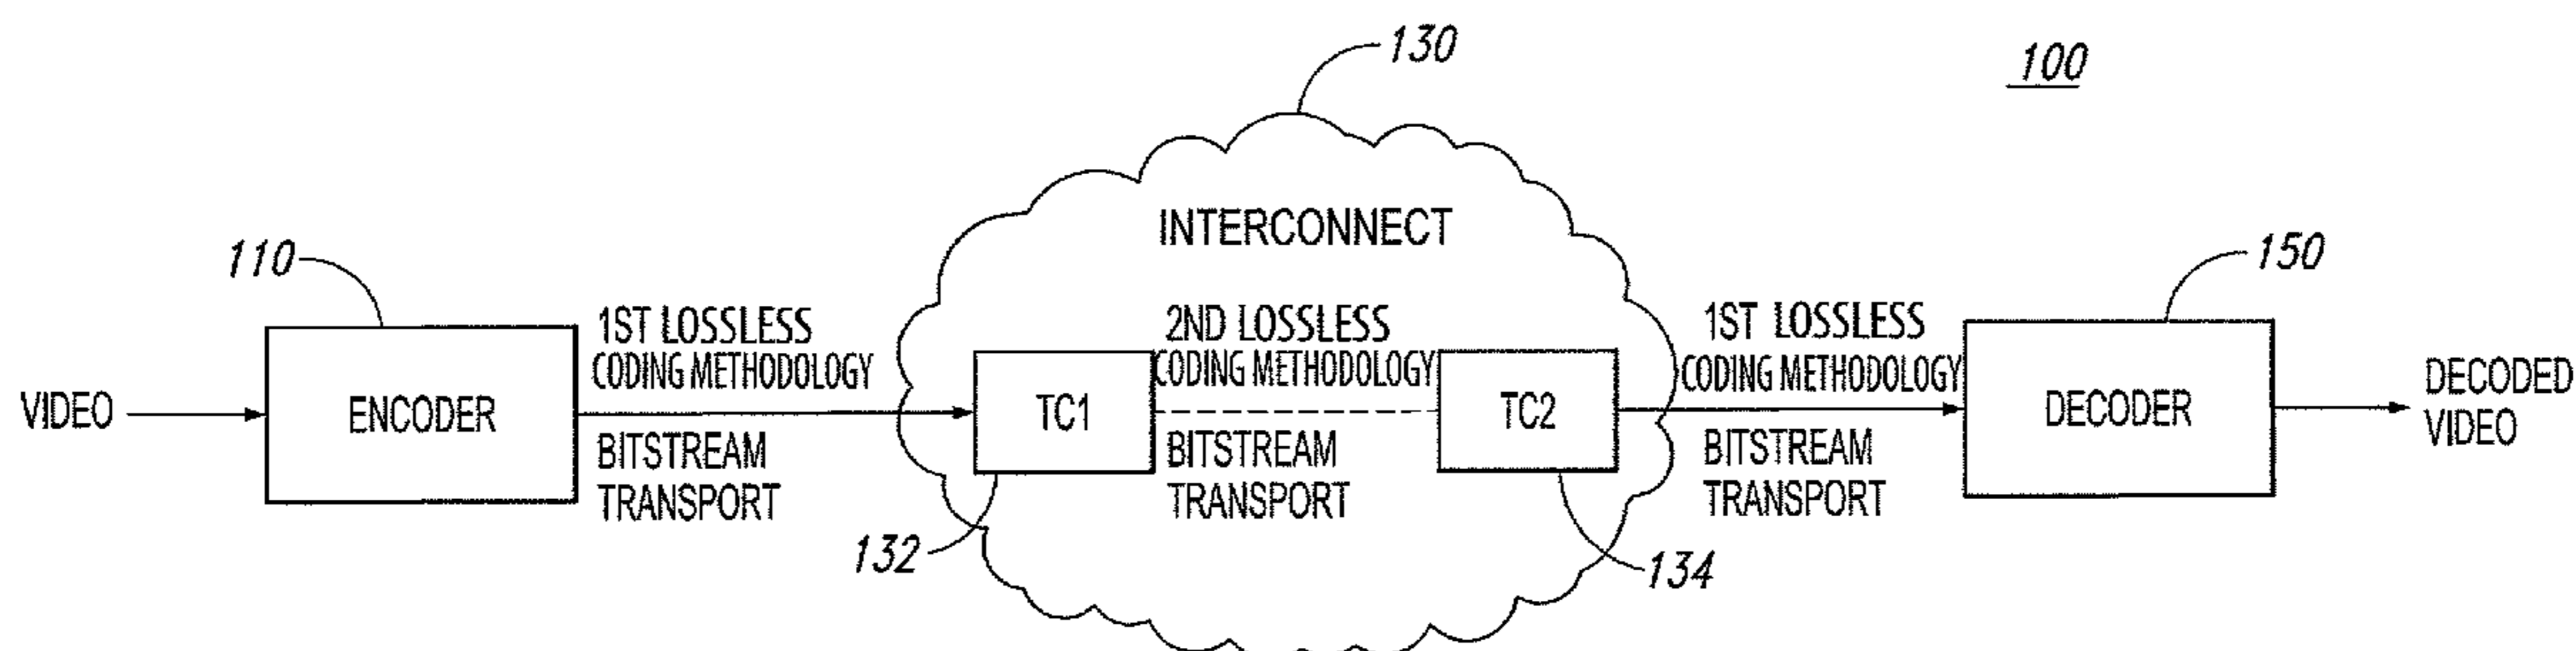 130
100
INTERCONNECT
110
150
1ST LOSSLESS
CODING METHODOLOGY
2ND LOSSLESS
CODING METHODOLOGY
1ST LOSSLESS
CODING METHODOLOGY
VIDEO
ENCODER
TC1
TC2
DECODER
DECODED
VIDEO
BITSTREAM
TRANSPORT
BITSTREAM
TRANSPORT
BITSTREAM
TRANSPORT
132
134